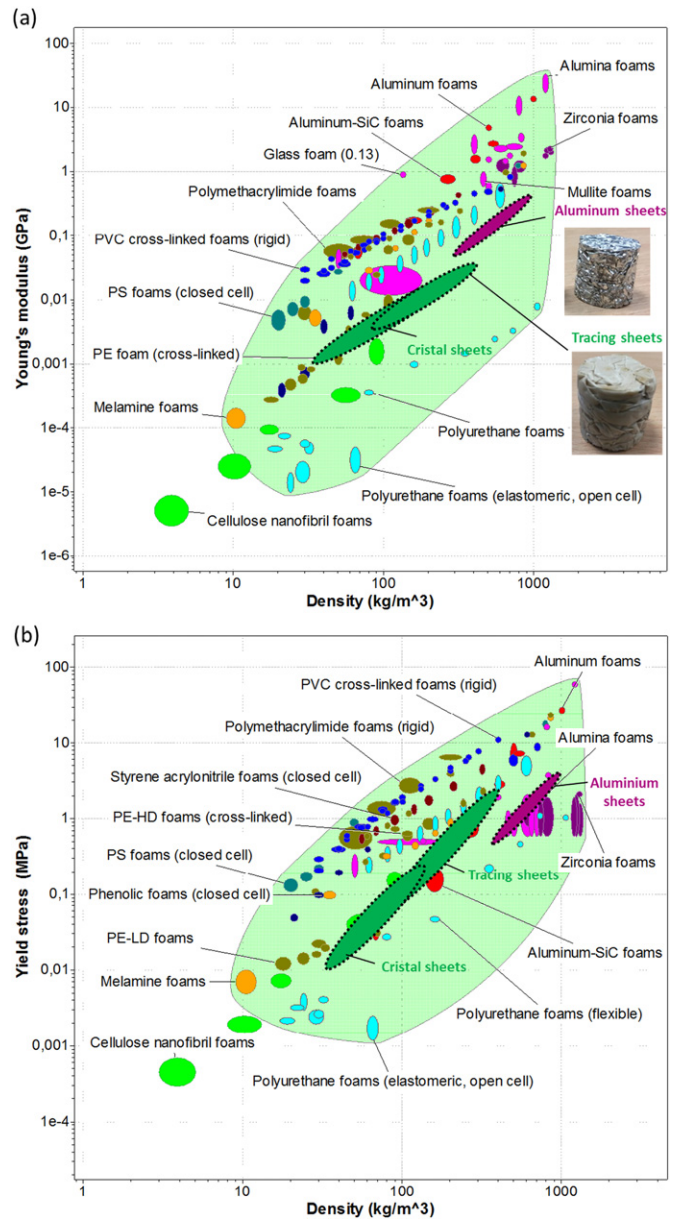 (a)
Young's modulus (GPa)
100
10
1
0,1
0,01
0,001
1e-4
1e-5
1e-6
Alumina foams
Aluminum foams
Aluminum-SiC foams
Zirconia foams
Glass foam (0.13)
Mullite foams
Polymethacrylimide foams
Aluminum sheets
PVC cross-linked foams (rigid)
PS foams (closed cell)
Tracing sheets
PE foam (cross-linked)
Cristal sheets
Melamine foams
Polyurethane foams
Polyurethane foams (elastomeric, open cell)
Cellulose nanofibril foams
1 10 100 1000
Density (kg/m^3)
(b)
Yield stress (MPa)
100
10
1
0,1
0,01
0,001
1e-4
Aluminum foams
PVC cross-linked foams (rigid)
Polymethacrylimide foams (rigid)
Alumina foams
Styrene acrylonitrile foams (closed cell)
Aluminium sheets
PE-HD foams (cross-linked)
PS foams (closed cell)
Zirconia foams
Phenolic foams (closed cell)
Tracing sheets
PE-LD foams
Aluminum-SiC foams
Cristal sheets
Melamine foams
Polyurethane foams (flexible)
Cellulose nanofibril foams
Polyurethane foams (elastomeric, open cell)
1 10 100 1000
Density (kg/m^3)